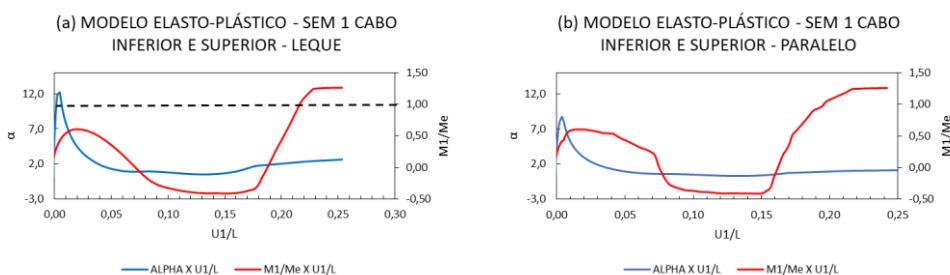 (a) MODELO ELASTO-PLÁSTICO - SEM 1 CABO
INFERIOR E SUPERIOR - LEQUE
12,0
7,0
2,0
-3,0
α
1,50
1,00
0,50
0,00
-0,50
M1/Me
0,00 0,05 0,10 0,15 0,20 0,25 0,30
U1/L
ALPHA X U1/L M1/Me X U1/L
(b) MODELO ELASTO-PLÁSTICO - SEM 1 CABO
INFERIOR E SUPERIOR - PARALELO
12,0
7,0
2,0
-3,0
α
1,50
1,00
0,50
0,00
-0,50
M1/Me
0,00 0,05 0,10 0,15 0,20 0,25
U1/L
ALPHA X U1/L M1/Me X U1/L